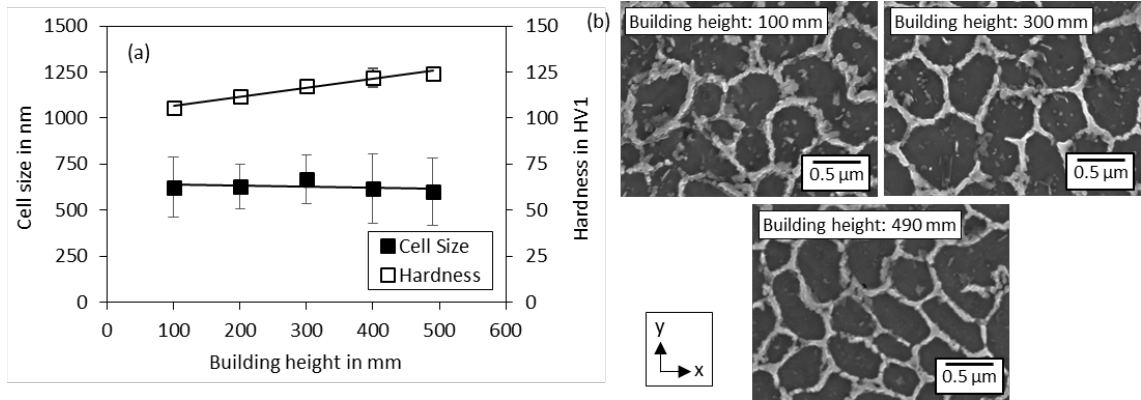 (a)
Cell size in nm
1500
1250
1000
750
500
250
0
Hardness in HV1
150
125
100
75
50
25
0
Cell Size
Hardness
0 100 200 300 400 500 600
Building height in mm
(b)
Building height: 100 mm
0.5 µm
Building height: 300 mm
0.5 µm
Building height: 490 mm
0.5 µm
y
x